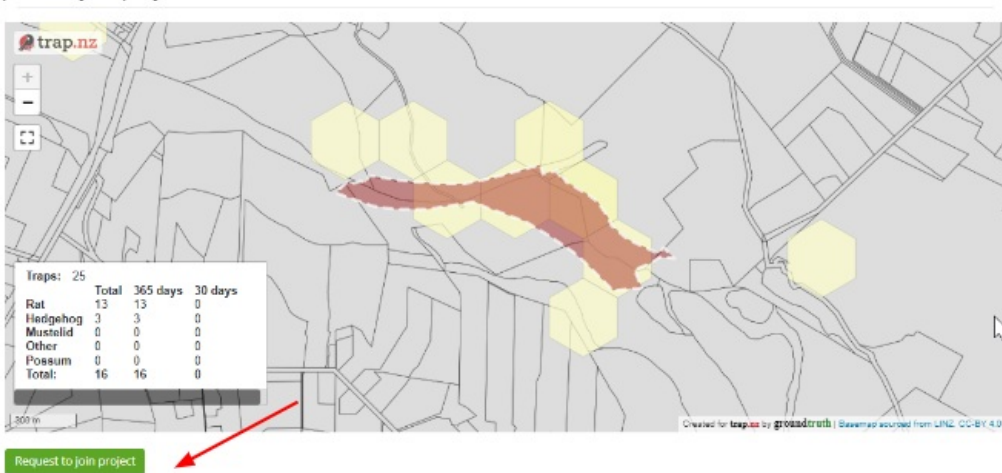 trap.nz
+
−
Traps: 25
Total 365 days 30 days
Rat 13 13 0
Hedgehog 3 3 0
Mustelid 0 0 0
Other 0 0 0
Possum 0 0 0
Total: 16 16 0
300 m
Created for trap.nz by groundtruth | Basemap sourced from LINZ. CC-BY 4.0
Request to join project